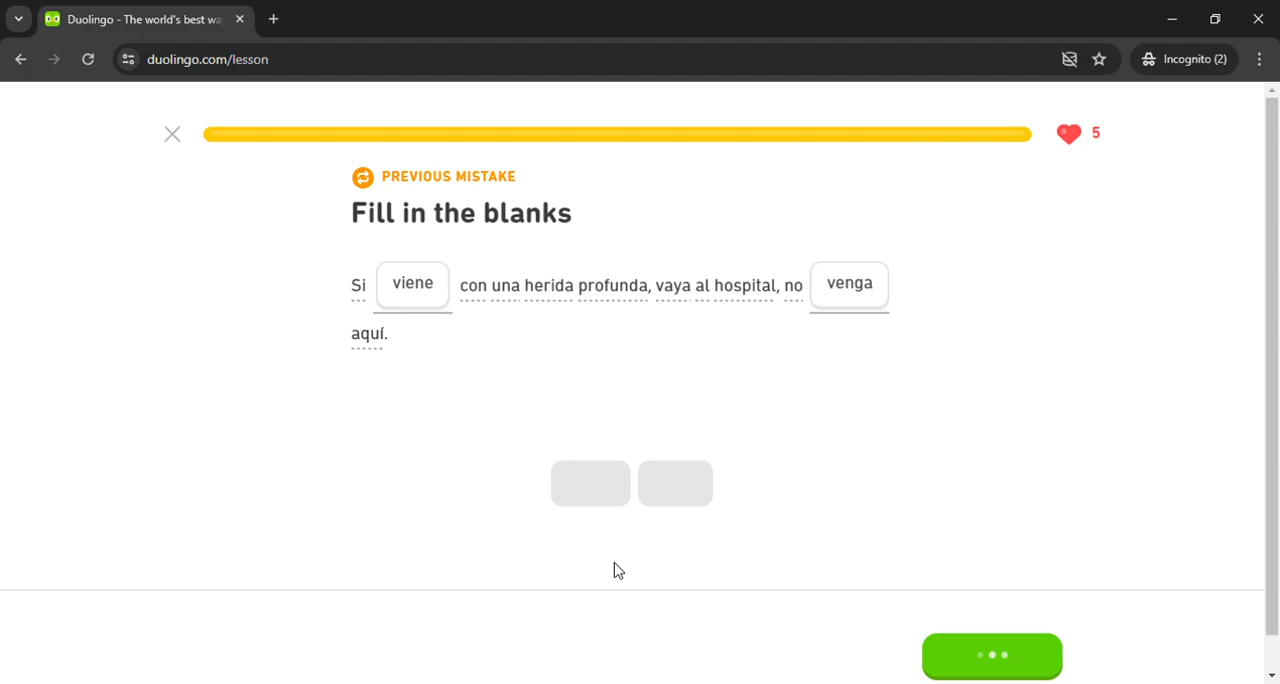 Duolingo - The world's best wa
duolingo.com/lesson
Incognito (2)
5
PREVIOUS MISTAKE
Fill in the blanks
Si viene con una herida profunda, vaya al hospital, no venga
aquí.